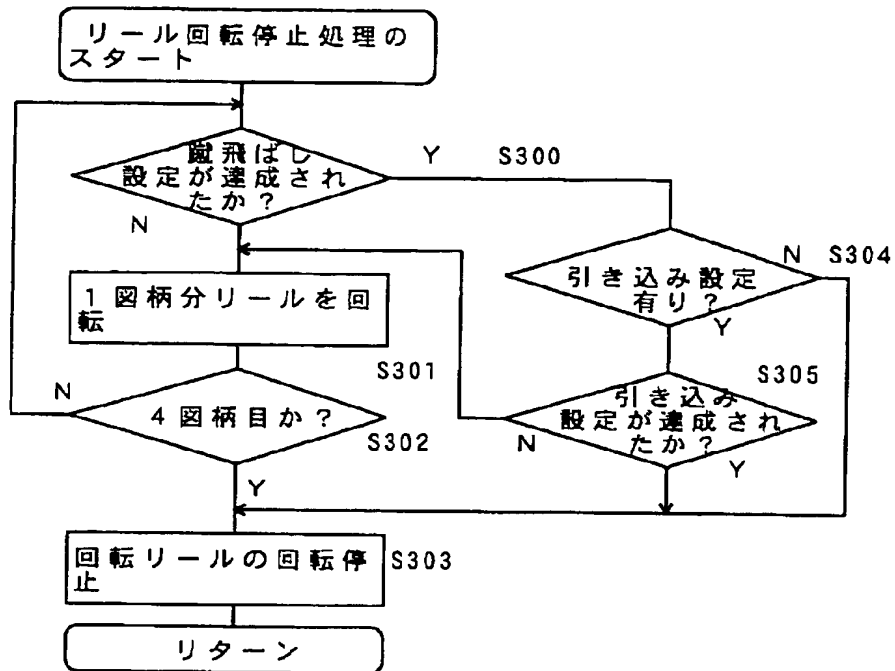 リール回転停止処理の
スタート
蹴飛ばし
設定が達成され
たか?
Y
S300
N
引き込み設定
有り?
N
S304
Y
1図柄分リールを回
転
S301
4図柄目か?
N
S302
Y
引き込み
設定が達成され
たか?
S305
N
Y
回転リールの回転停
止
S303
リターン